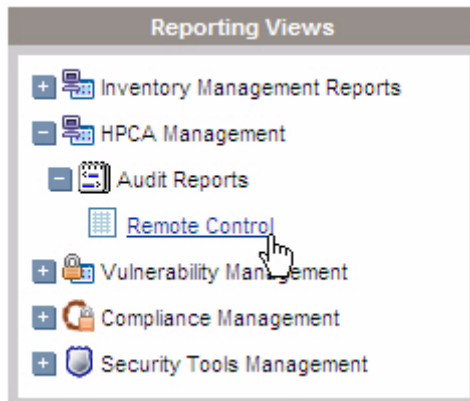 Reporting Views
Inventory Management Reports
HPCA Management
Audit Reports
Remote Control
Vulnerability Management
Compliance Management
Security Tools Management